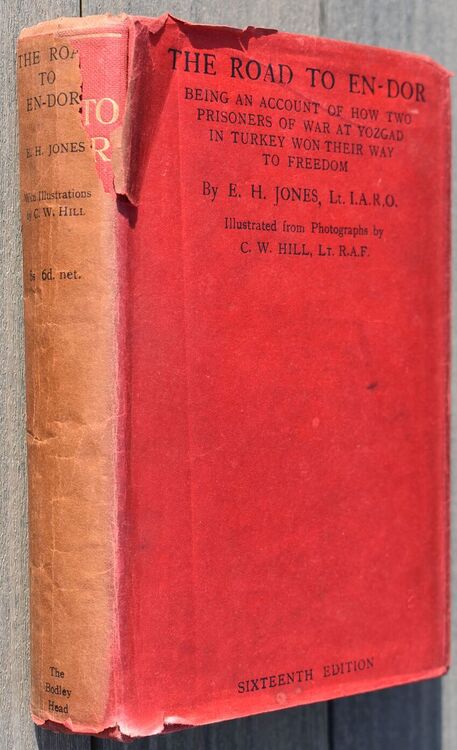 THE ROA
TO
EN-DOR
E. H. JONES
With Illustrations
by C. W. HILL
6d. net.
The
Bodley
Head
TO
R
THE ROAD TO EN-DOR
BEING AN ACCOUNT OF HOW TWO
PRISONERS OF WAR AT YOZGAD
IN TURKEY WON THEIR WAY
TO FREEDOM
By E. H. JONES, Lt. I.A.R.O.
Illustrated from Photographs by
C. W. HILL, Lt. R.A.F.
SIXTEENTH EDITION